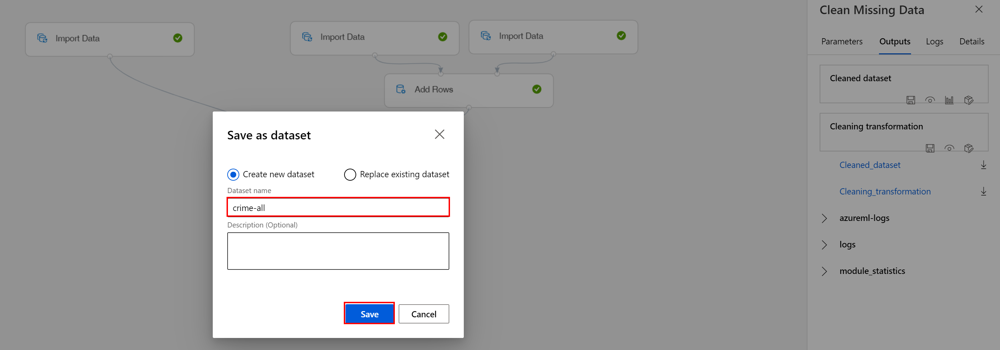 Import Data
Import Data
Import Data
Add Rows
Save as dataset
Create new dataset
Replace existing dataset
Dataset name
crime-all
Description (Optional)
Save
Cancel
Clean Missing Data
Parameters
Outputs
Logs
Details
Cleaned dataset
Cleaning transformation
Cleaned_dataset
Cleaning_transformation
azureml-logs
logs
module_statistics